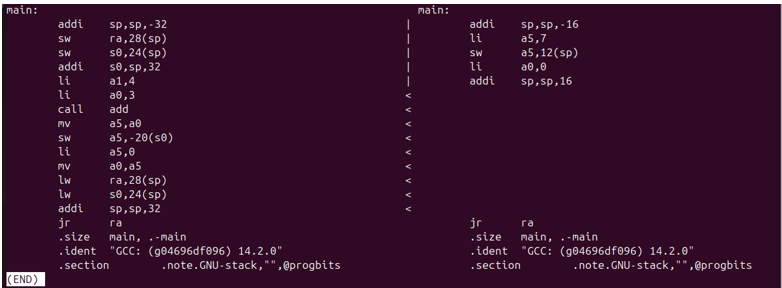 main:                                                         main:
        addi    sp,sp,-32                                   |         addi    sp,sp,-16
        sw      ra,28(sp)                                   |         li      a5,7
        sw      s0,24(sp)                                   |         sw      a5,12(sp)
        addi    s0,sp,32                                    |         li      a0,0
        li      a1,4                                        |         addi    sp,sp,16
        li      a0,3                                        <
        call    add                                         <
        mv      a5,a0                                       <
        sw      a5,-20(s0)                                  <
        li      a5,0                                        <
        mv      a0,a5                                       <
        lw      ra,28(sp)                                   <
        lw      s0,24(sp)                                   <
        addi    sp,sp,32                                    <
        jr      ra                                                    jr      ra
        .size   main, .-main                                          .size   main, .-main
        .ident  "GCC: (g04696df096) 14.2.0"                           .ident  "GCC: (g04696df096) 14.2.0"
        .section        .note.GNU-stack,"",@progbits                  .section        .note.GNU-stack,"",@progbits
(END)